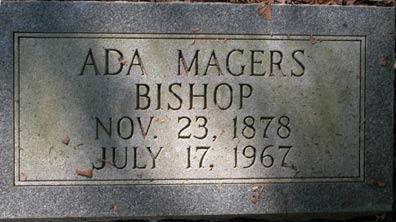 ADA MAGERS
BISHOP
NOV. 23, 1878
JULY 17, 1967